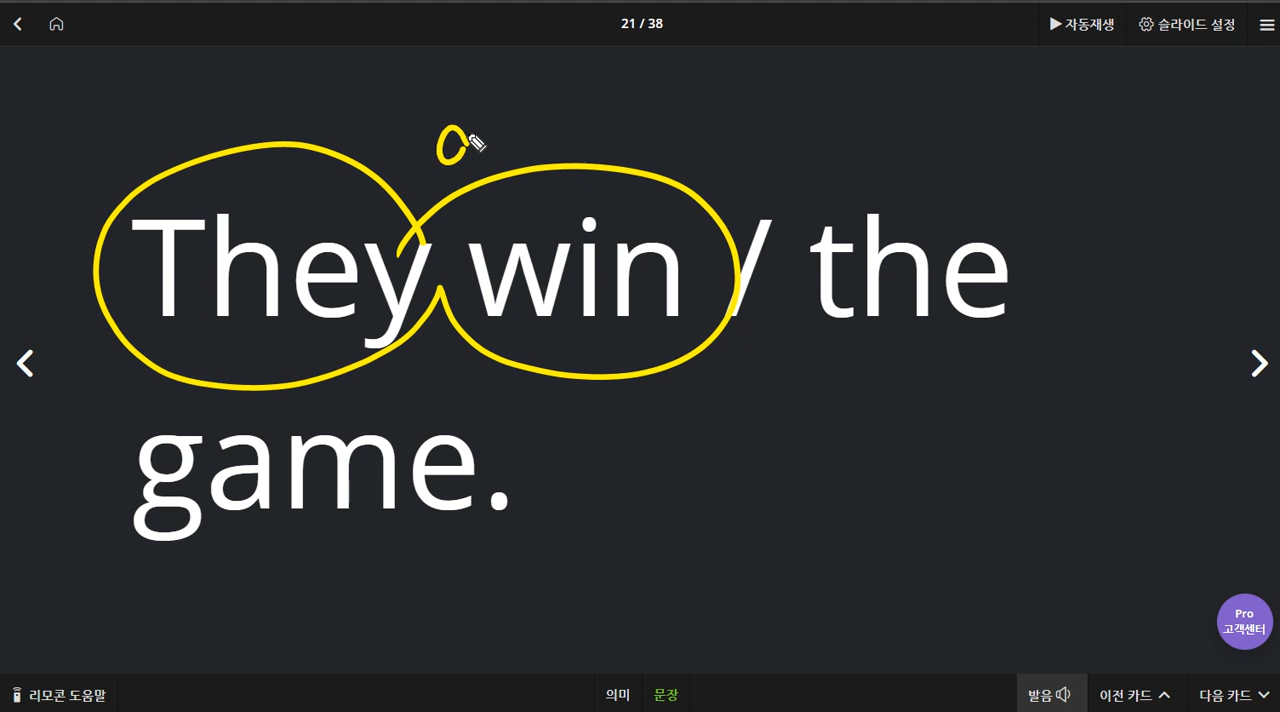 21 / 38
자동재생
슬라이드 설정
They win / the
game.
Pro
고객센터
리모콘 도움말
의미
문장
발음
이전 카드
다음 카드